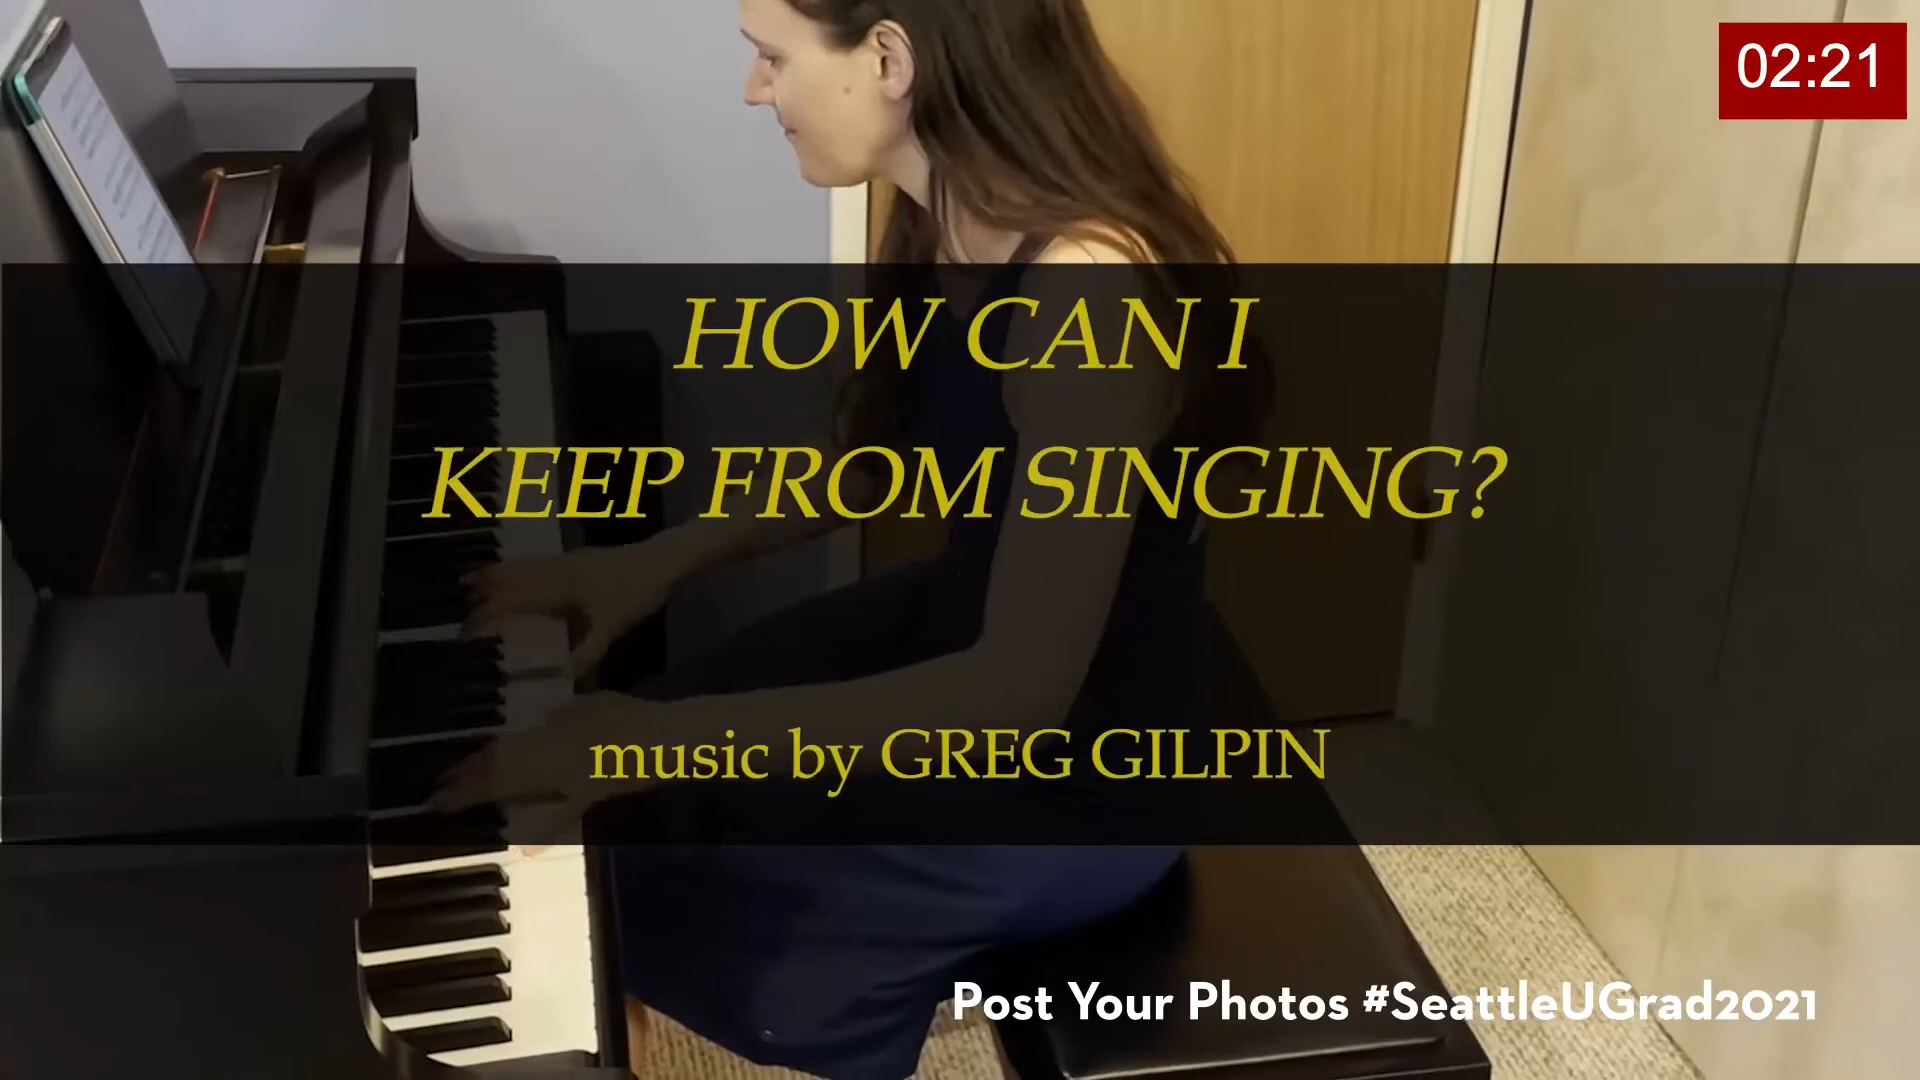 02:21
HOW CAN I
KEEP FROM SINGING?
music by GREG GILPIN
Post Your Photos #SeattleUGrad2021